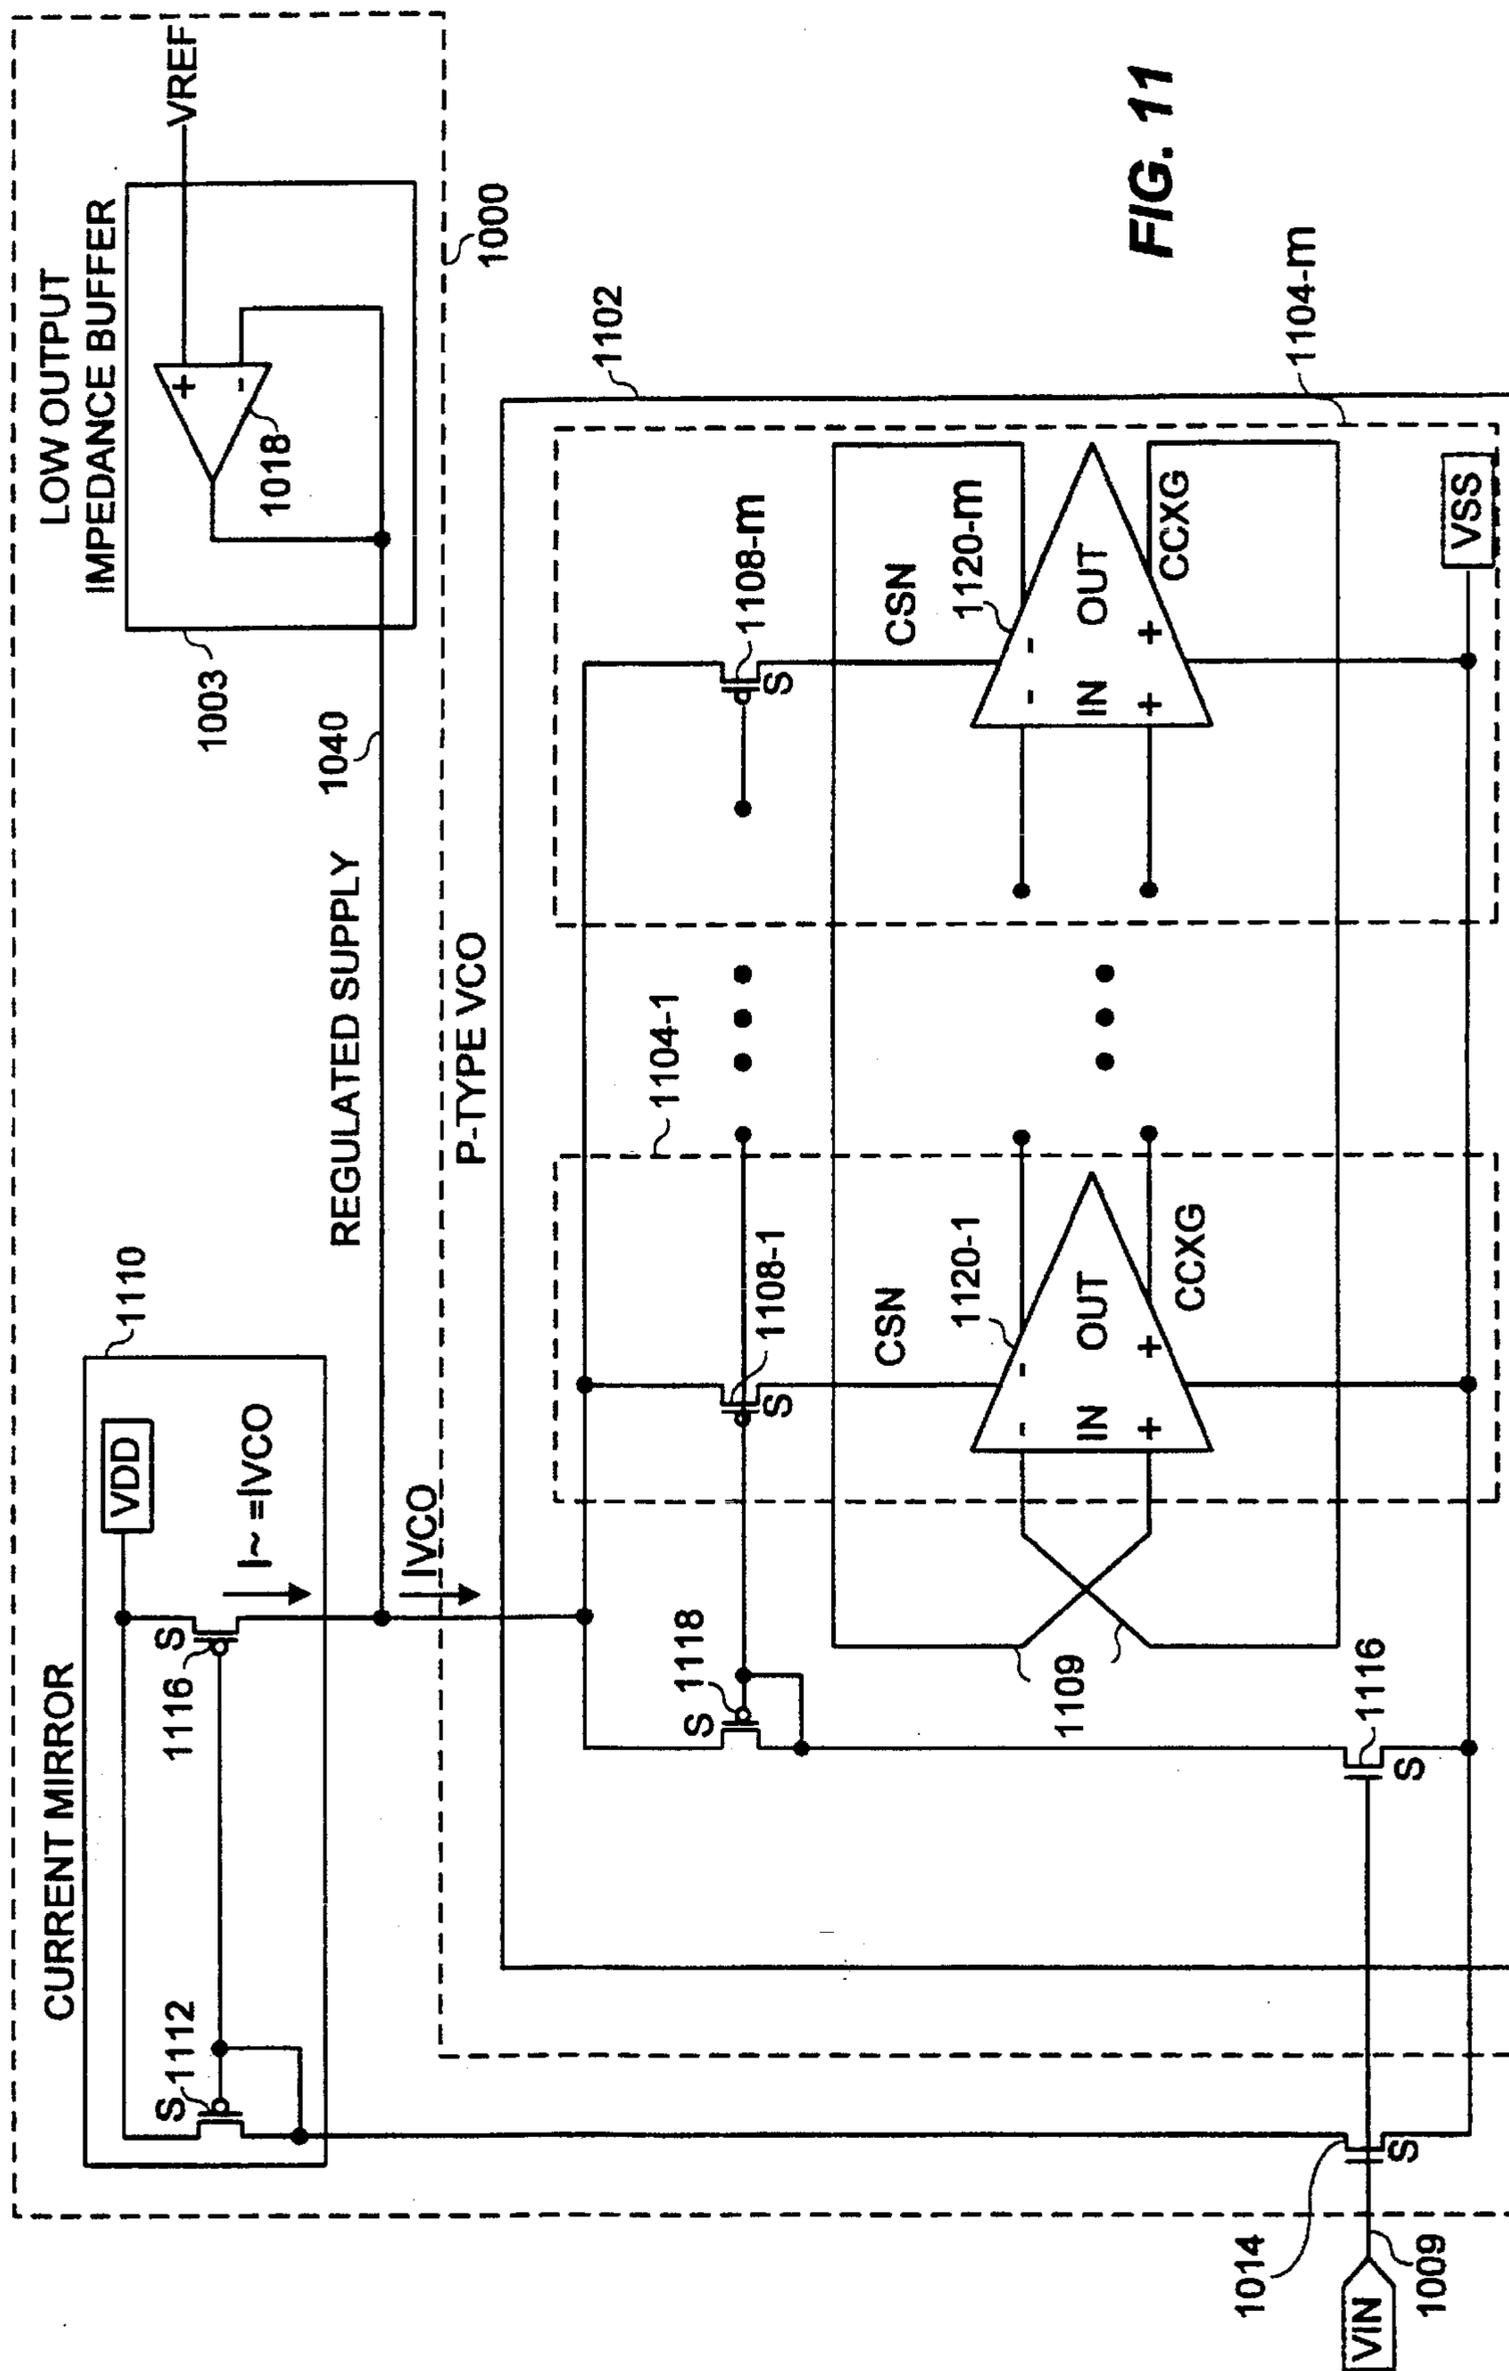 CURRENT MIRROR
1110
VDD
S
1112
S
1116
I~ =IVCO
LOW OUTPUT
IMPEDANCE BUFFER
VREF
+
-
1018
1003
1000
REGULATED SUPPLY
1040
IVCO
P-TYPE VCO
1102
1104-1
1104-m
S
1118
1108-1
S
1108-m
S
CSN
CSN
1120-1
1120-m
-
-
IN
OUT
+
+
CCXG
-
-
IN
OUT
+
+
CCXG
1109
1116
S
VSS
1014
S
VIN
1009
FIG. 11